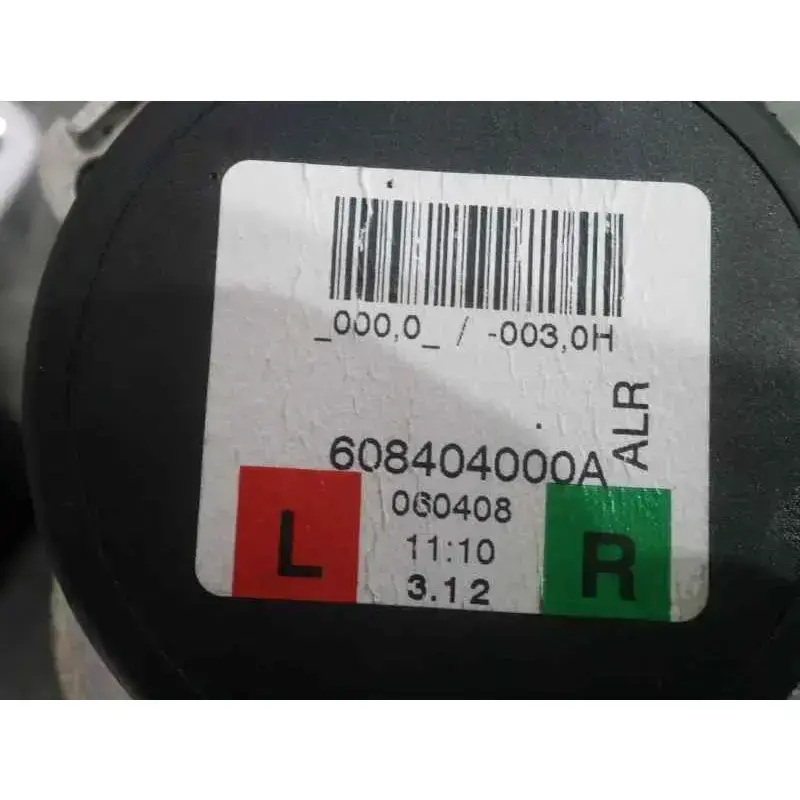 _000,0_ / -003,0H
ALR
608404000A
060408
L
11:10
R
3.12